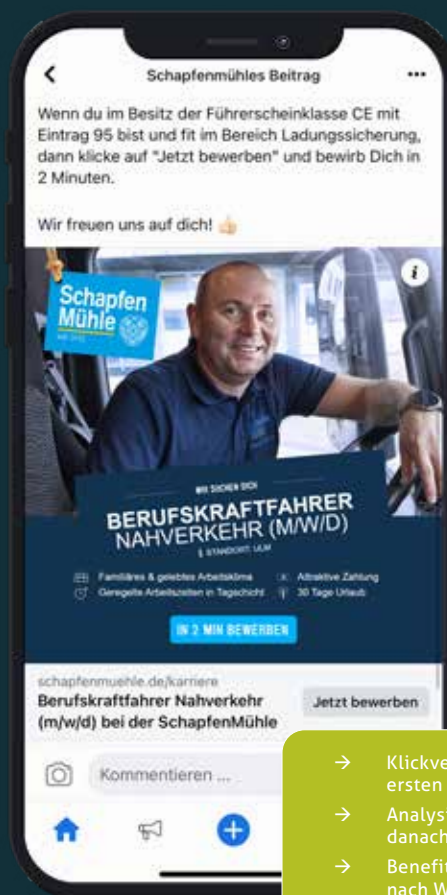 Schapfenmühles Beitrag
Wenn du im Besitz der Führerscheinklasse CE mit
Eintrag 95 bist und fit im Bereich Ladungssicherung,
dann klicke auf "Jetzt bewerben" und bewirb Dich in
2 Minuten.
Wir freuen uns auf dich! 👍🏻
Schapfen
Mühle
WIR SUCHEN DICH
BERUFSKRAFTFAHRER
NAHVERKEHR (M/W/D)
STANDORT: ULM
Familiäres & gelebtes Arbeitsklima
Attraktive Zahlung
Geregelte Arbeitszeiten in Tagschicht
30 Tage Urlaub
IN 2 MIN BEWERBEN
schapfenmuehle.de/karriere
Berufskraftfahrer Nahverkehr
(m/w/d) bei der SchapfenMühle
Jetzt bewerben
Kommentieren ...
→ Klickve
ersten
→ Analys
danach
→ Benefi
nach W